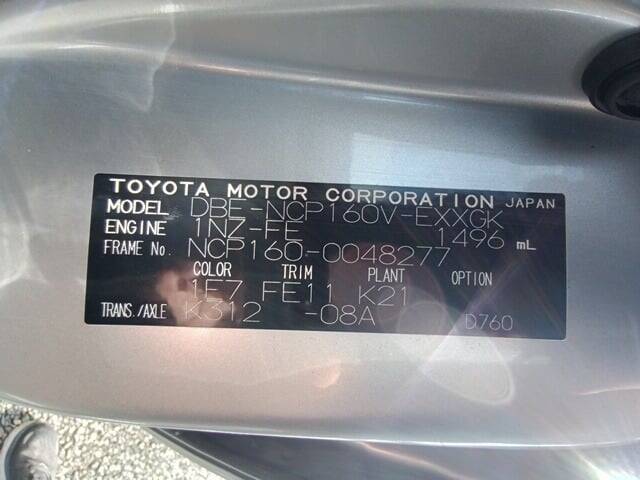 TOYOTA MOTOR CORPORATION JAPAN
MODEL DBE-NCP160V-EXXGK
ENGINE 1NZ-FE 1496 mL
FRAME No. NCP160-0048277
COLOR TRIM PLANT OPTION
1E7 FE11 K21
TRANS./AXLE K312 -08A D760